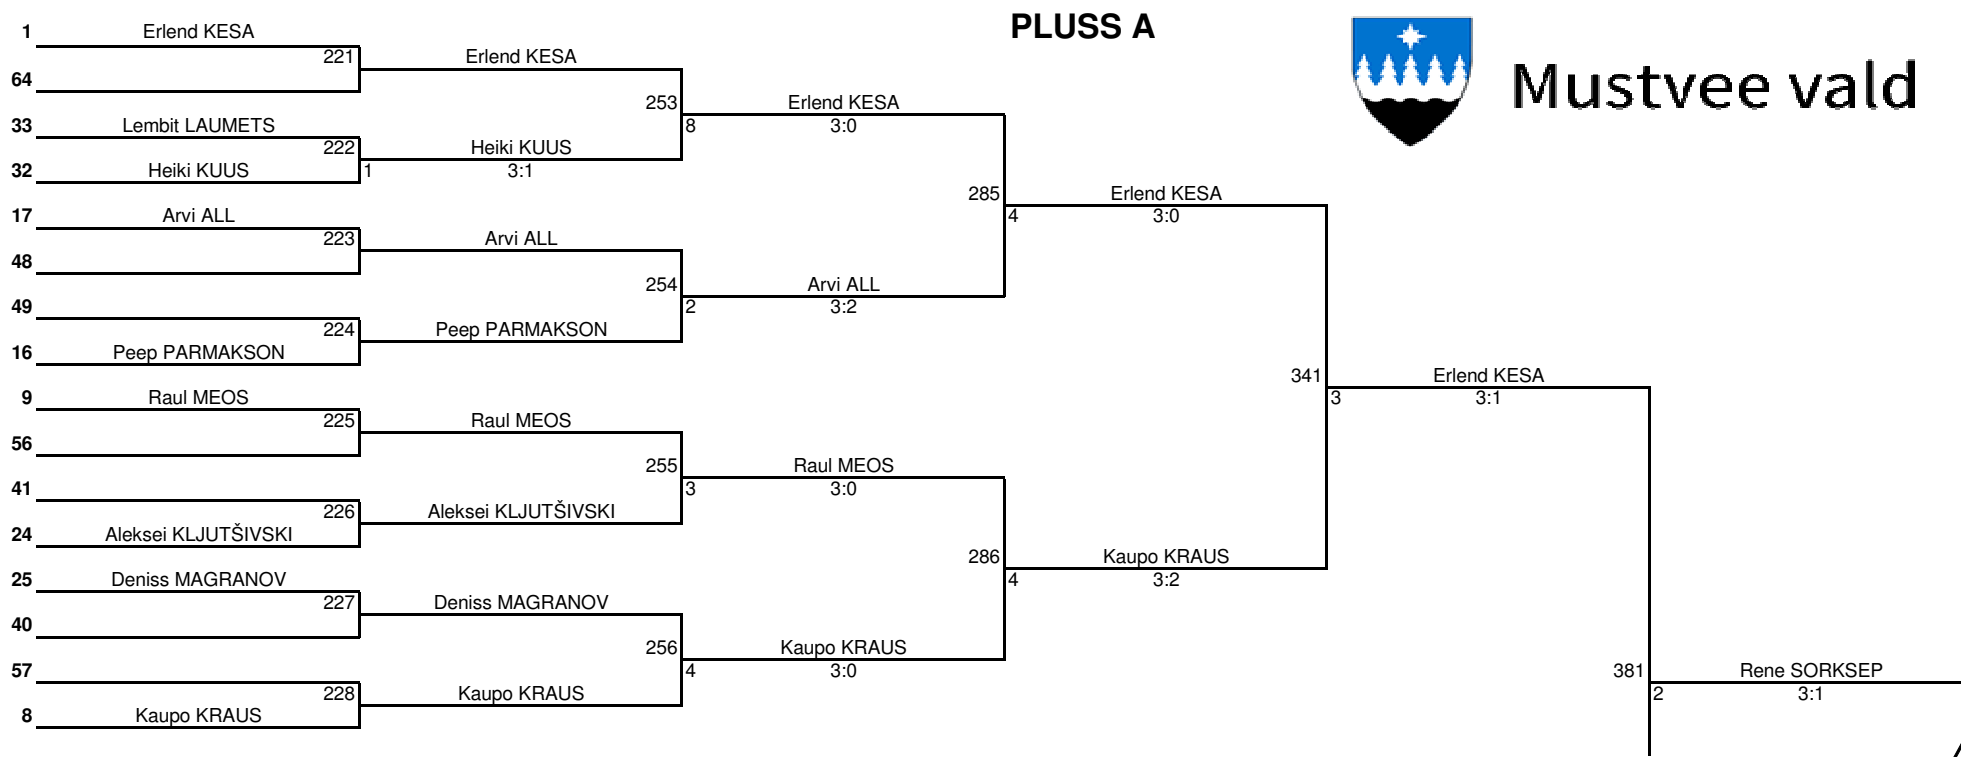 PLUSS A
Mustvee vald
1 Erlend KESA
221 Erlend KESA
64
253 Erlend KESA
8 3:0
33 Lembit LAUMETS
222 Heiki KUUS
32 Heiki KUUS 1 3:1
285 Erlend KESA
4 3:0
17 Arvi ALL
223 Arvi ALL
48
254 Arvi ALL
2 3:2
49
224 Peep PARMAKSON
16 Peep PARMAKSON
341 Erlend KESA
3 3:1
9 Raul MEOS
225 Raul MEOS
56
255 Raul MEOS
3 3:0
41
226 Aleksei KLJUTŠIVSKI
24 Aleksei KLJUTŠIVSKI
286 Kaupo KRAUS
4 3:2
25 Deniss MAGRANOV
227 Deniss MAGRANOV
40
256 Kaupo KRAUS
4 3:0
57
228 Kaupo KRAUS
8 Kaupo KRAUS
381 Rene SORKSEP
2 3:1